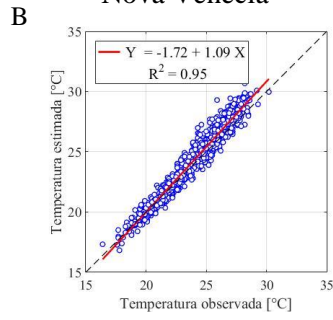 Nova Venécia
B
Y = -1.72 + 1.09 X
R² = 0.95
Temperatura estimada [°C]
35
30
25
20
15
15 20 25 30 35
Temperatura observada [°C]